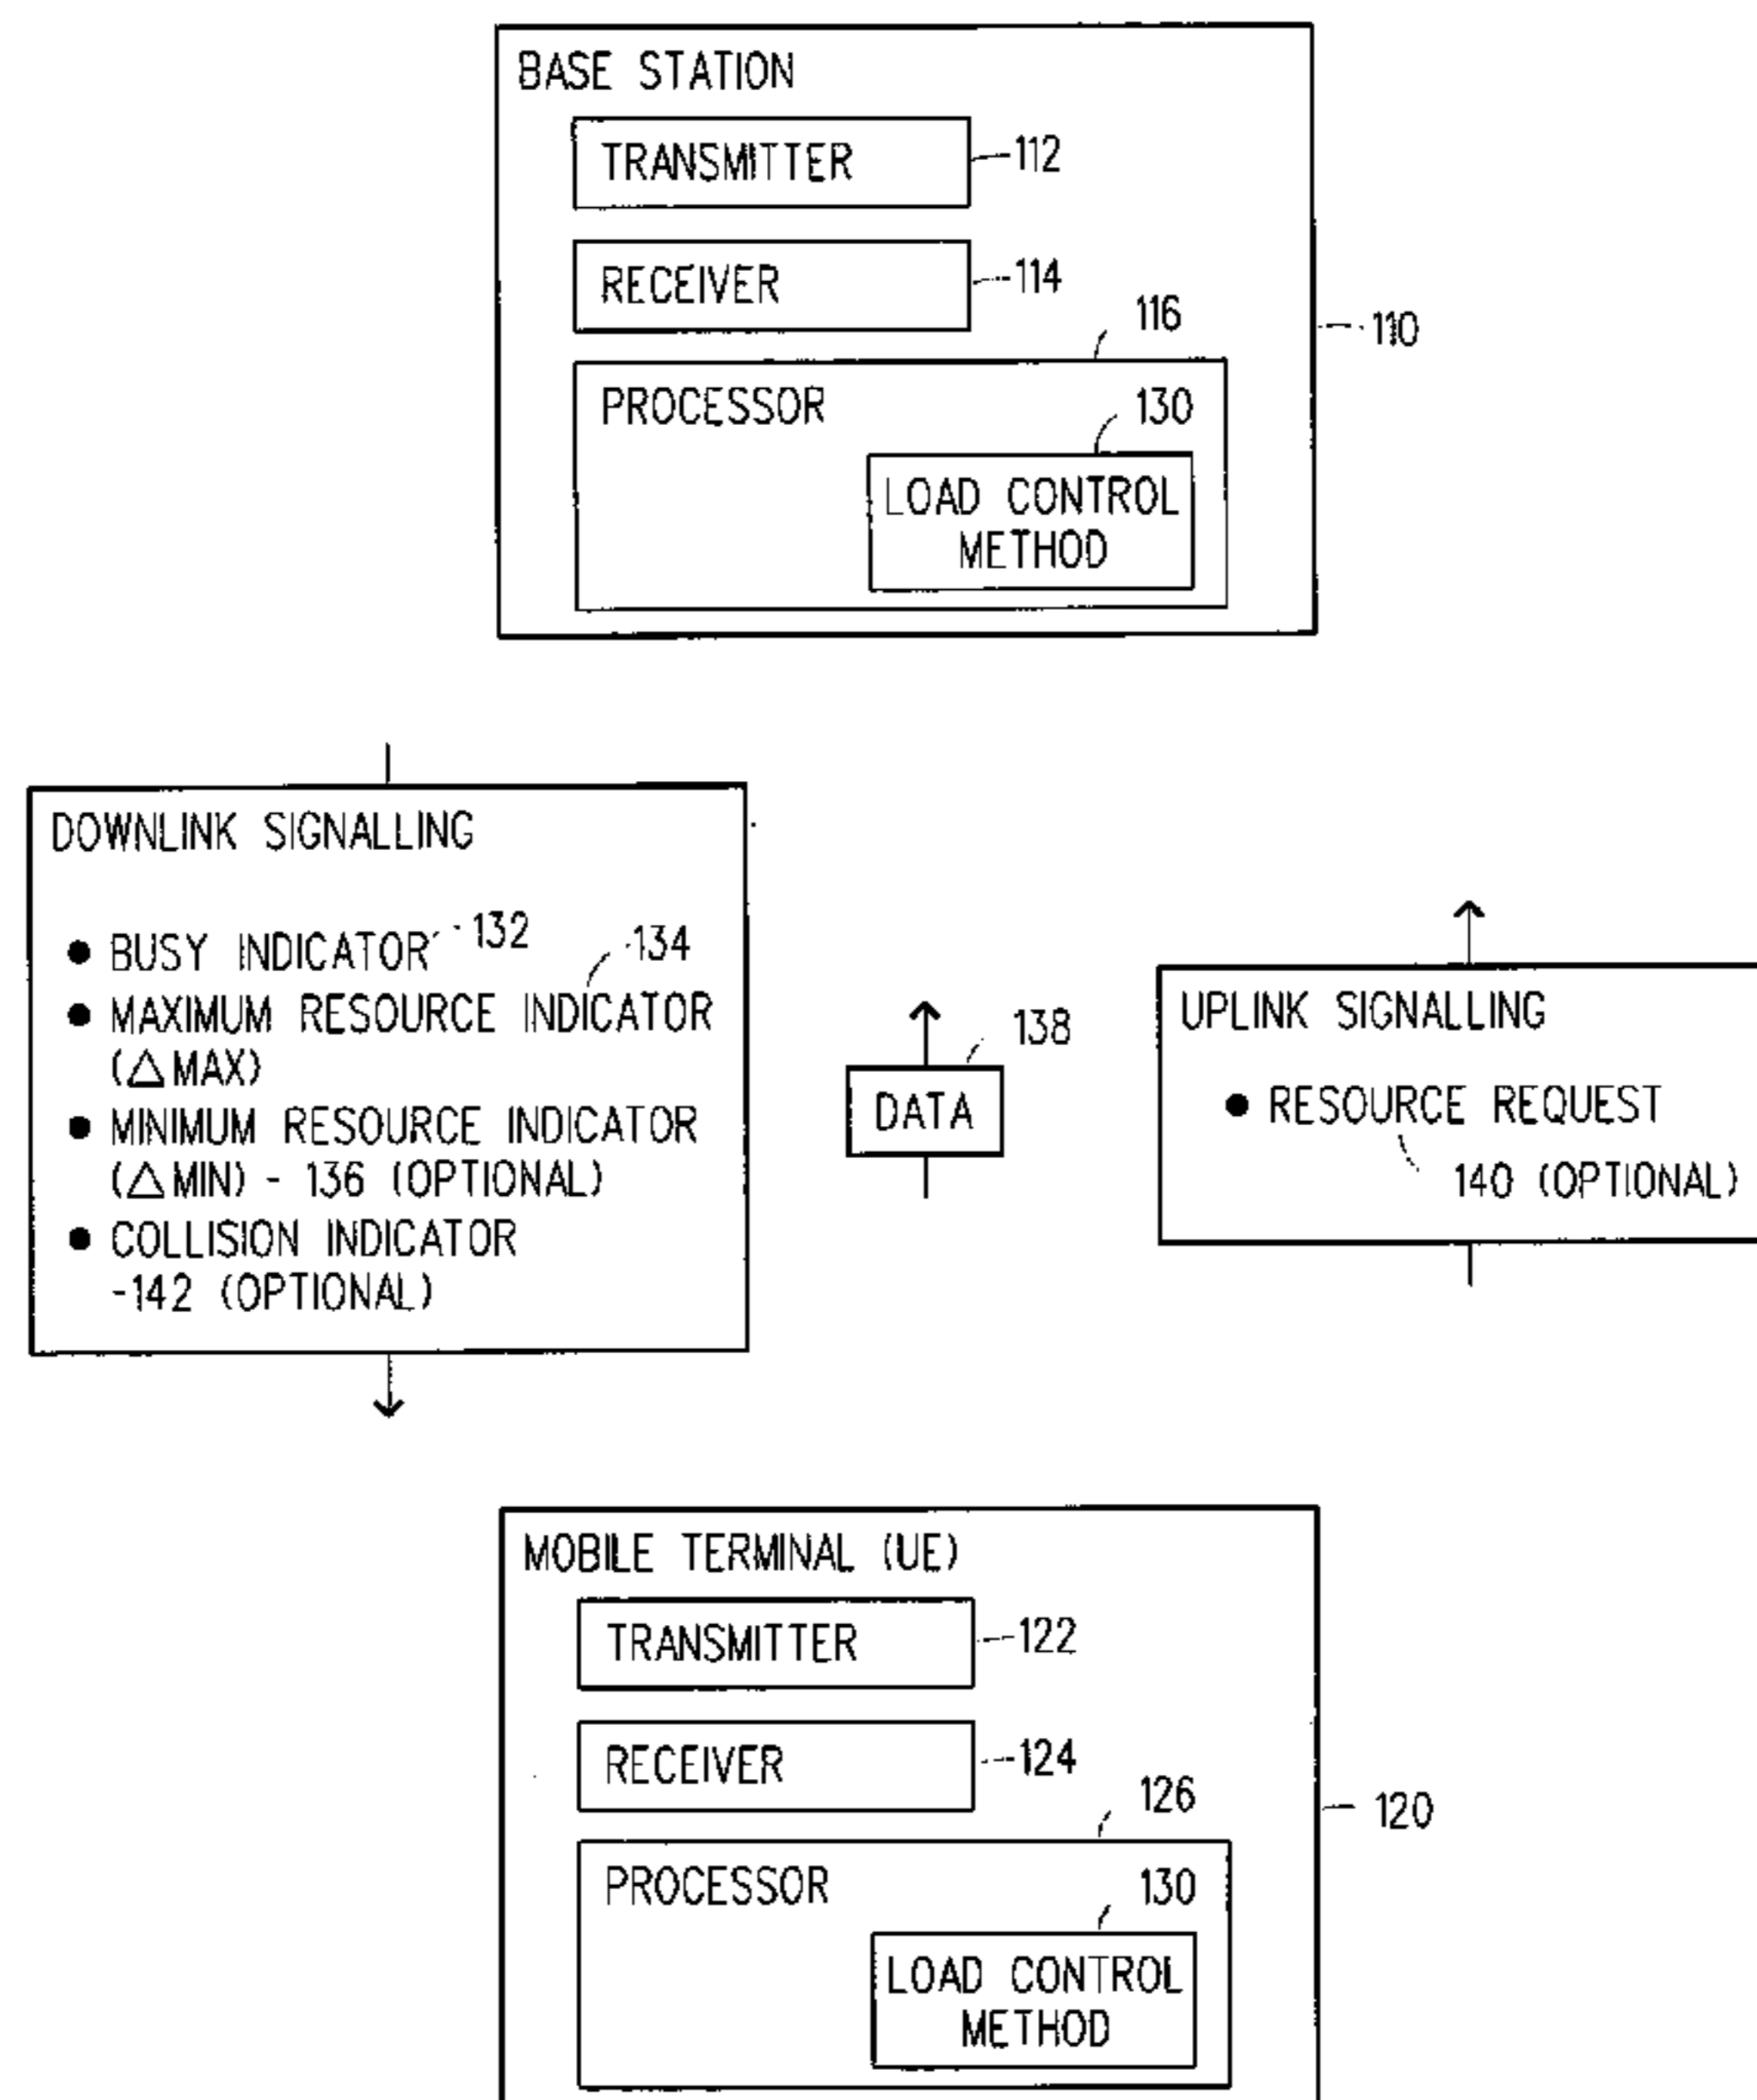 BASE STATION
TRANSMITTER
112
RECEIVER
114
116
110
PROCESSOR
130
LOAD CONTROL
METHOD
DOWNLINK SIGNALLING
● BUSY INDICATOR 132
134
● MAXIMUM RESOURCE INDICATOR
(△MAX)
● MINIMUM RESOURCE INDICATOR
(△MIN) - 136 (OPTIONAL)
● COLLISION INDICATOR
-142 (OPTIONAL)
138
DATA
UPLINK SIGNALLING
● RESOURCE REQUEST
140 (OPTIONAL)
MOBILE TERMINAL (UE)
TRANSMITTER
122
RECEIVER
124
126
120
PROCESSOR
130
LOAD CONTROL
METHOD